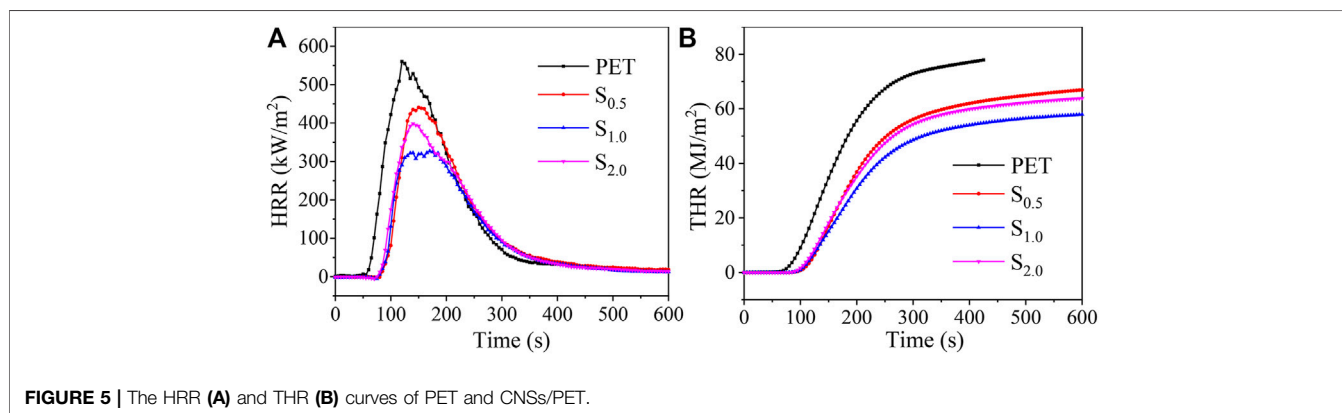 A
600
500
400
300
200
100
0
HRR (kW/m²)
PET
S₀.₅
S₁.₀
S₂.₀
0 100 200 300 400 500 600
Time (s)
B
80
60
40
20
0
THR (MJ/m²)
PET
S₀.₅
S₁.₀
S₂.₀
0 100 200 300 400 500 600
Time (s)
FIGURE 5 | The HRR (A) and THR (B) curves of PET and CNSs/PET.